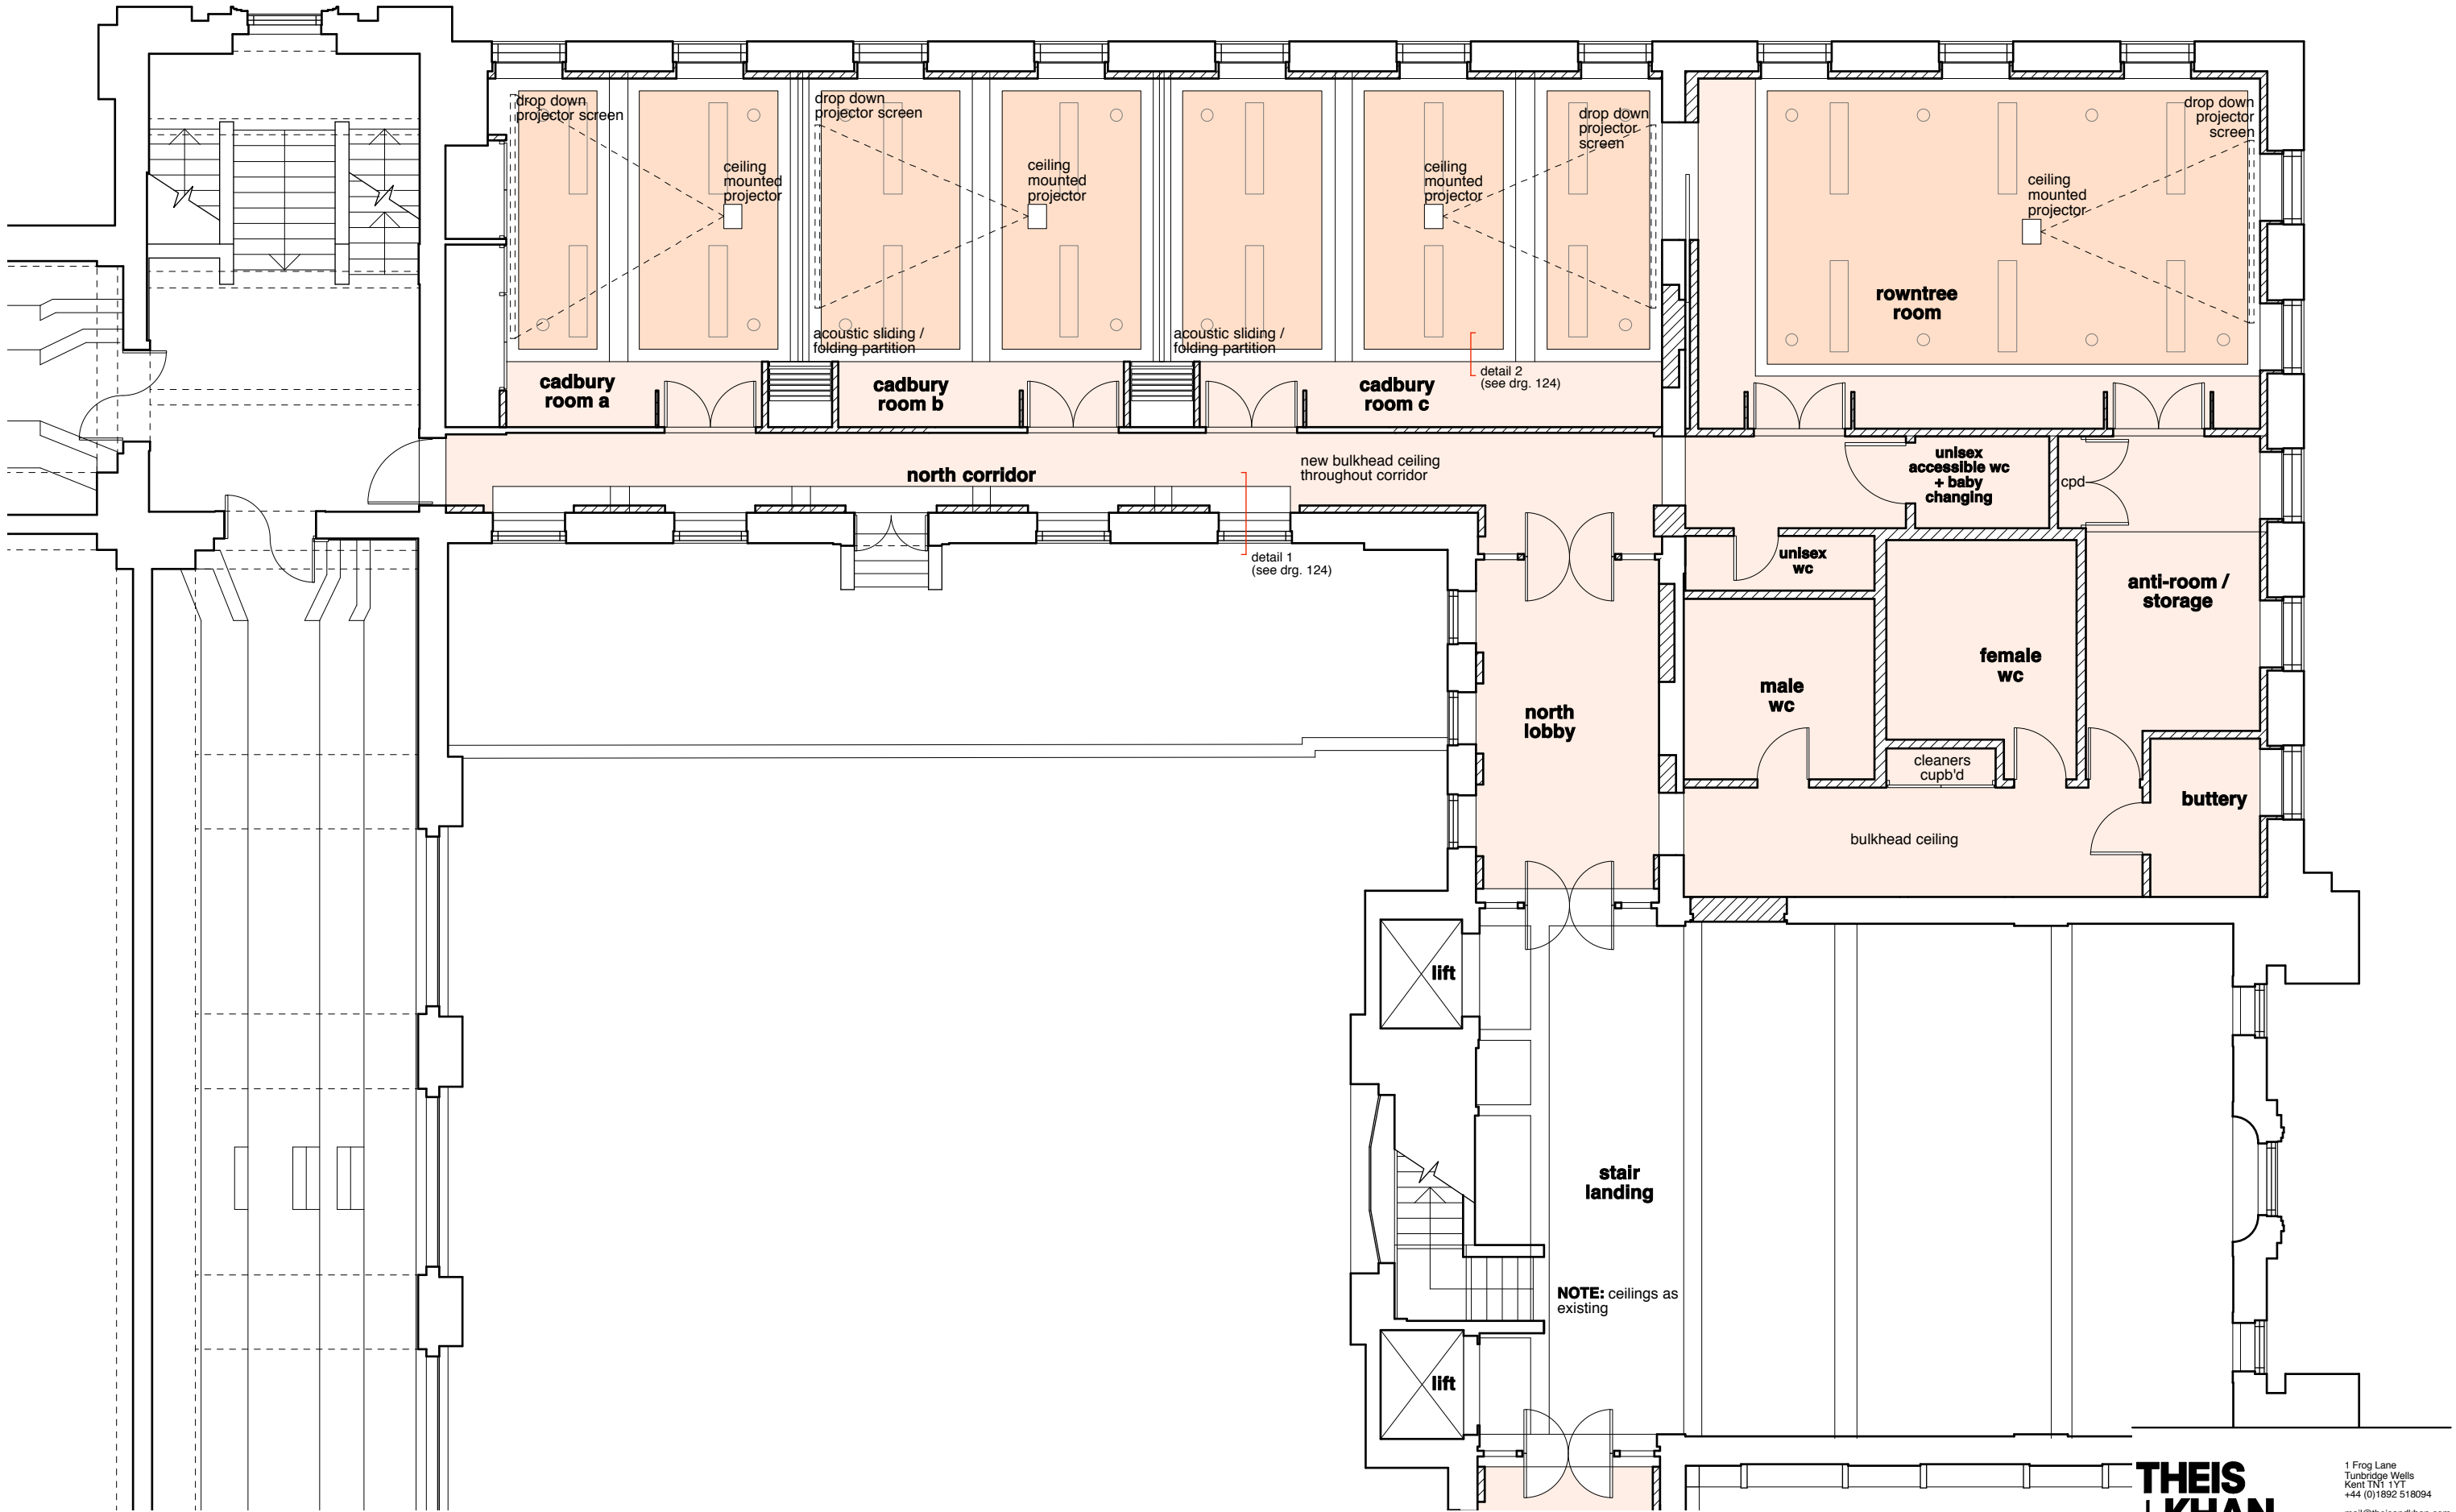 drop down
projector screen
drop down
projector screen
drop down
projector
screen
drop down
projector
screen
ceiling
mounted
projector
ceiling
mounted
projector
ceiling
mounted
projector
ceiling
mounted
projector
rowntree
room
acoustic sliding /
folding partition
acoustic sliding /
folding partition
cadbury
room a
cadbury
room b
cadbury
room c
detail 2
(see drg. 124)
north corridor
new bulkhead ceiling
throughout corridor
unisex
accessible wc
+ baby
changing
cpd
detail 1
(see drg. 124)
unisex
wc
anti-room /
storage
female
wc
male
wc
north
lobby
cleaners
cupb'd
buttery
bulkhead ceiling
lift
stair
landing
NOTE: ceilings as
existing
lift
THEIS
+ KHAN
1 Frog Lane
Tunbridge Wells
Kent TN1 1YT
+44 (0)1892 518094